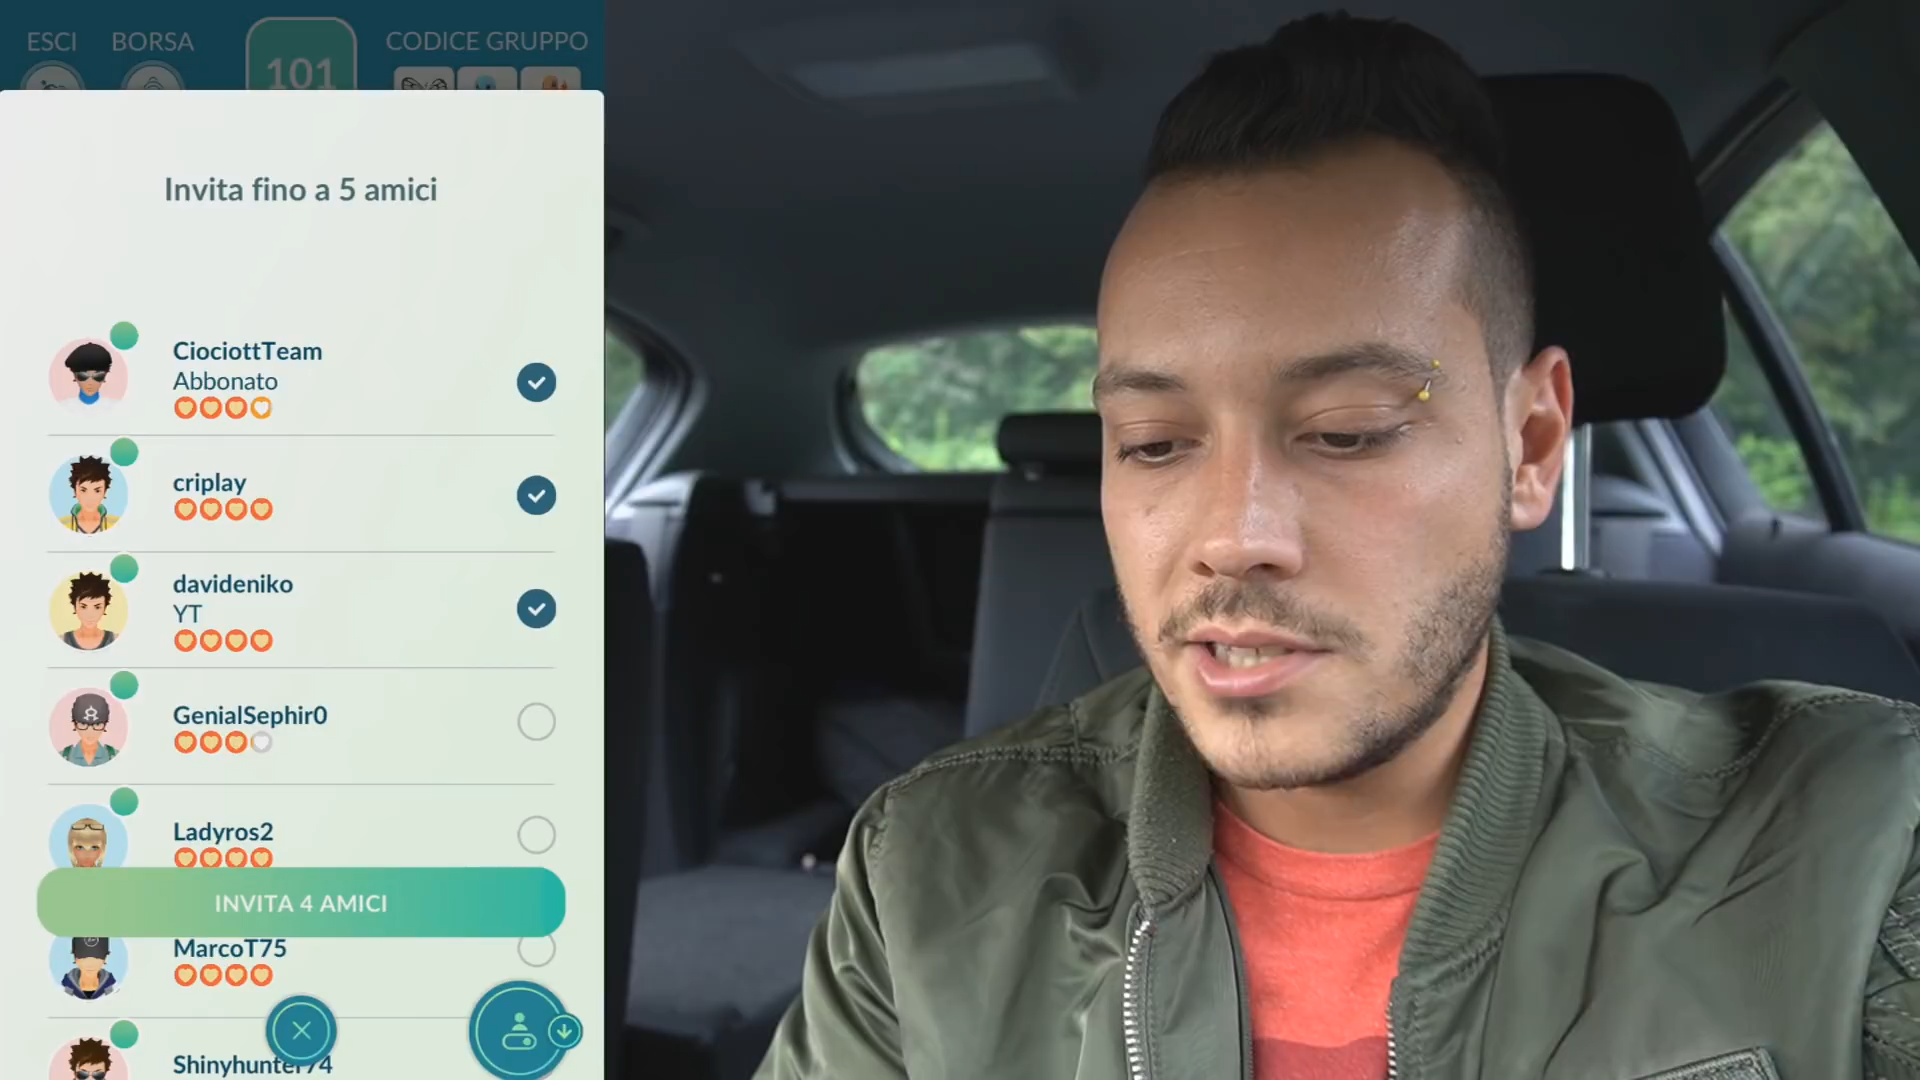 ESCI
BORSA
101
CODICE GRUPPO
Invita fino a 5 amici
CiociottTeam
Abbonato
criplay
davideniko
YT
GenialSephir0
Ladyros2
INVITA 4 AMICI
MarcoT75
Shinyhunter74